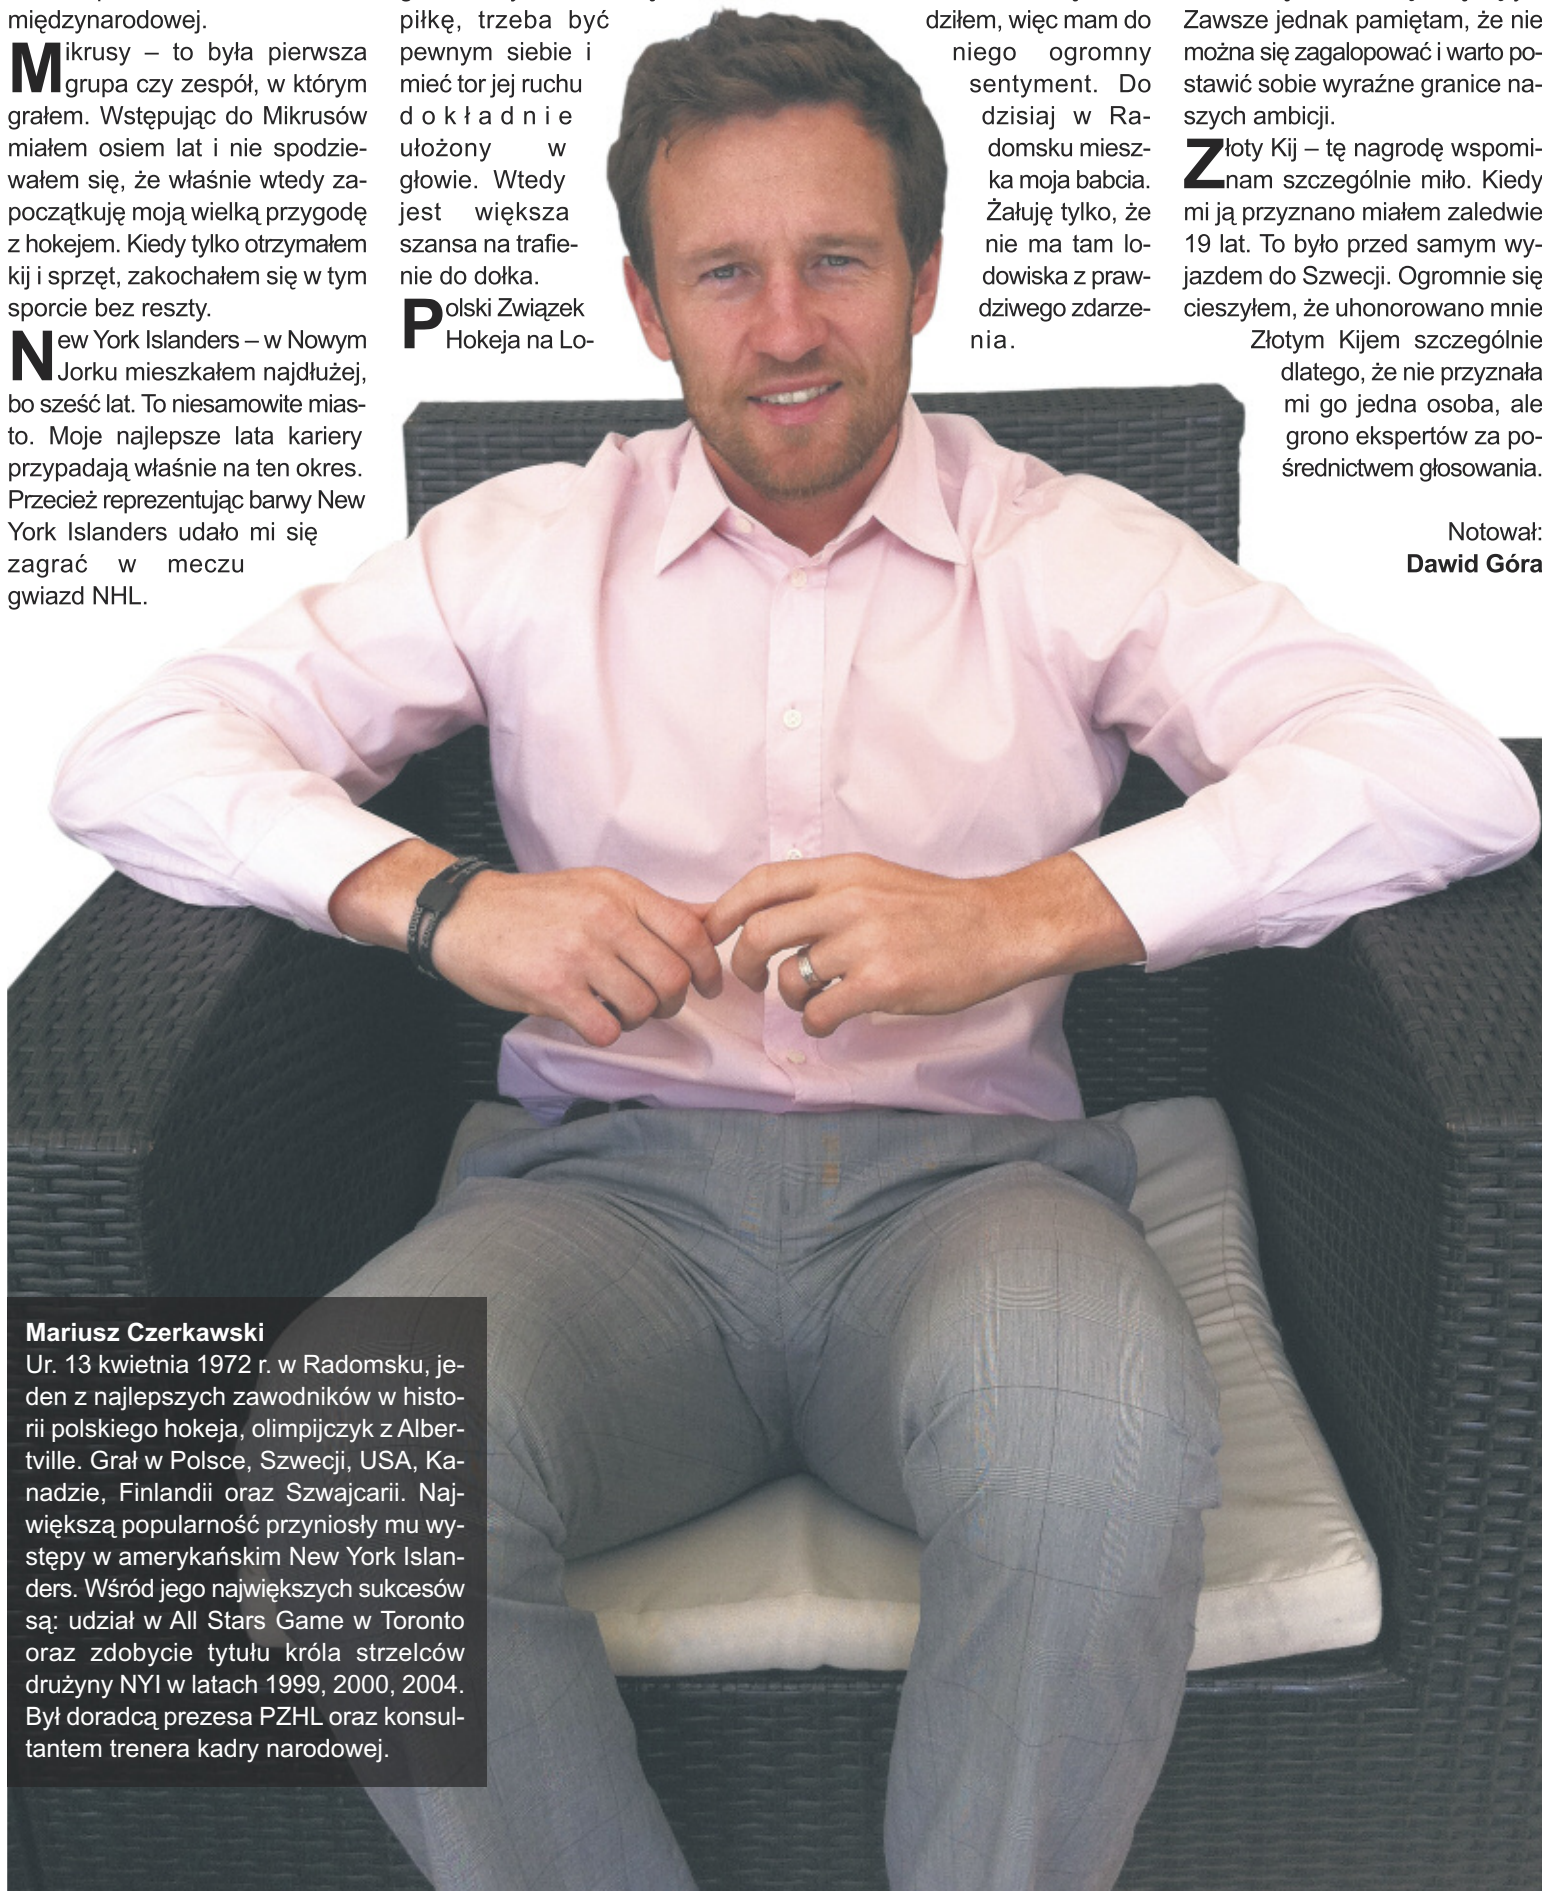 międzynarodowej.
Mikrusy – to była pierwsza
grupa czy zespół, w którym
grałem. Wstępując do Mikrusów
miałem osiem lat i nie spodzie-
wałem się, że właśnie wtedy za-
początkuję moją wielką przygodę
z hokejem. Kiedy tylko otrzymałem
kij i sprzęt, zakochałem się w tym
sporcie bez reszty.
New York Islanders – w Nowym
Jorku mieszkałem najdłużej,
bo sześć lat. To niesamowite mias-
to. Moje najlepsze lata kariery
przypadają właśnie na ten okres.
Przecież reprezentując barwy New
York Islanders udało mi się
zagrać w meczu
gwiazd NHL.
piłkę, trzeba być
pewnym siebie i
mieć tor jej ruchu
dokładnie
ułożony w
głowie. Wtedy
jest większa
szansa na trafie-
nie do dołka.
Polski Związek
Hokeja na Lo-
dziłem, więc mam do
niego ogromny
sentyment. Do
dzisiaj w Ra-
domsku miesz-
ka moja babcia.
Żałuję tylko, że
nie ma tam lo-
dowiska z praw-
dziwego zdarze-
nia.
Zawsze jednak pamiętam, że nie
można się zagalopować i warto po-
stawić sobie wyraźne granice na-
szych ambicji.
Złoty Kij – tę nagrodę wspomi-
nam szczególnie miło. Kiedy
mi ją przyznano miałem zaledwie
19 lat. To było przed samym wy-
jazdem do Szwecji. Ogromnie się
cieszyłem, że uhonorowano mnie
Złotym Kijem szczególnie
dlatego, że nie przyznała
mi go jedna osoba, ale
grono ekspertów za po-
średnictwem głosowania.
Notował:
Dawid Góra
Mariusz Czerkawski
Ur. 13 kwietnia 1972 r. w Radomsku, je-
den z najlepszych zawodników w histo-
rii polskiego hokeja, olimpijczyk z Alber-
tville. Grał w Polsce, Szwecji, USA, Ka-
nadzie, Finlandii oraz Szwajcarii. Naj-
większą popularność przyniosły mu wy-
stępy w amerykańskim New York Islan-
ders. Wśród jego największych sukcesów
są: udział w All Stars Game w Toronto
oraz zdobycie tytułu króla strzelców
drużyny NYI w latach 1999, 2000, 2004.
Był doradcą prezesa PZHL oraz konsul-
tantem trenera kadry narodowej.